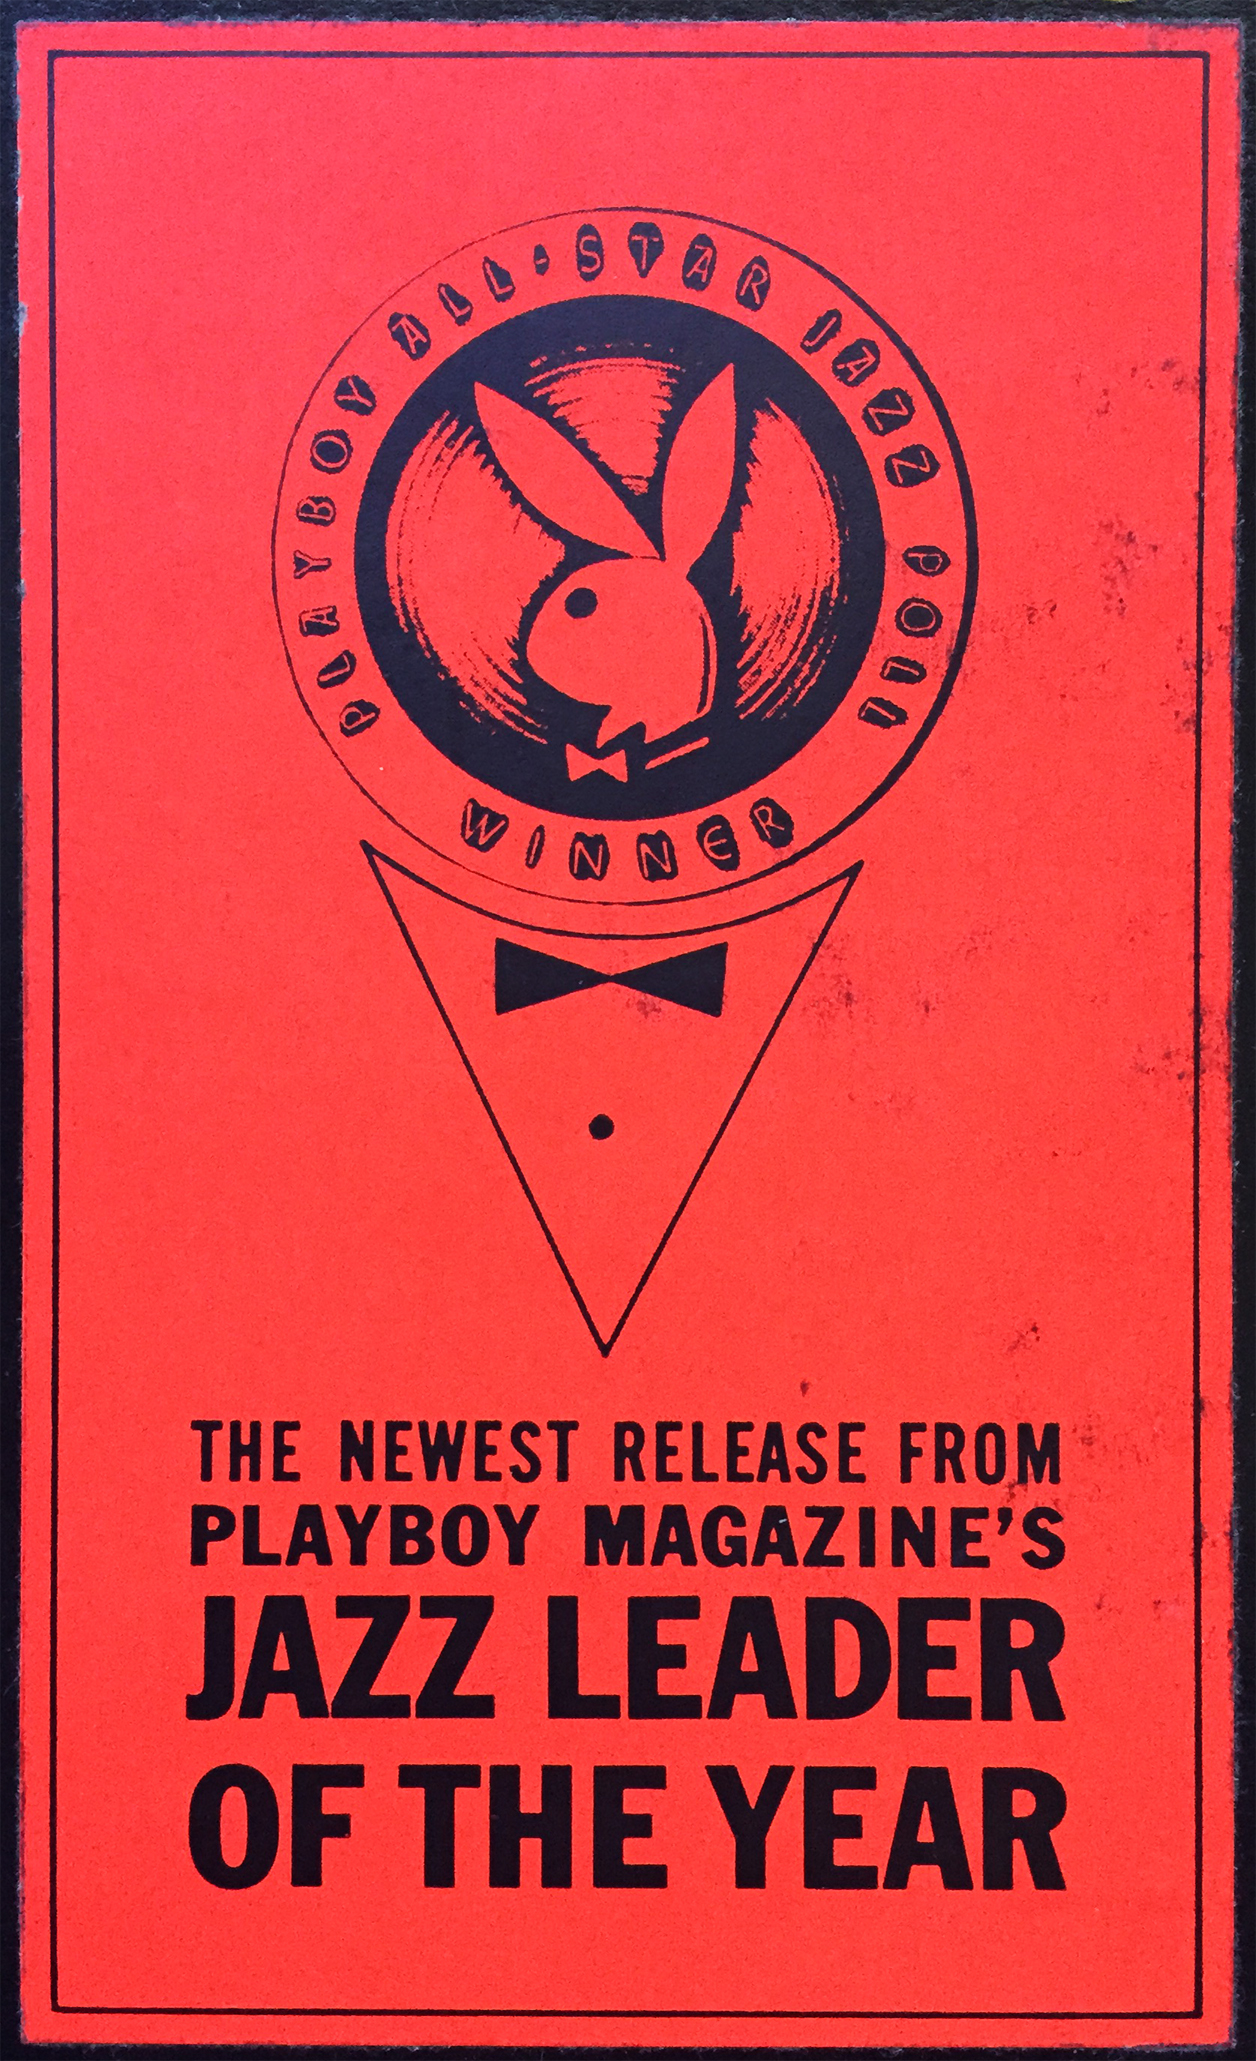 PLAYBOY ALL-STAR JAZZ POLL
WINNER
THE NEWEST RELEASE FROM
PLAYBOY MAGAZINE'S
JAZZ LEADER
OF THE YEAR